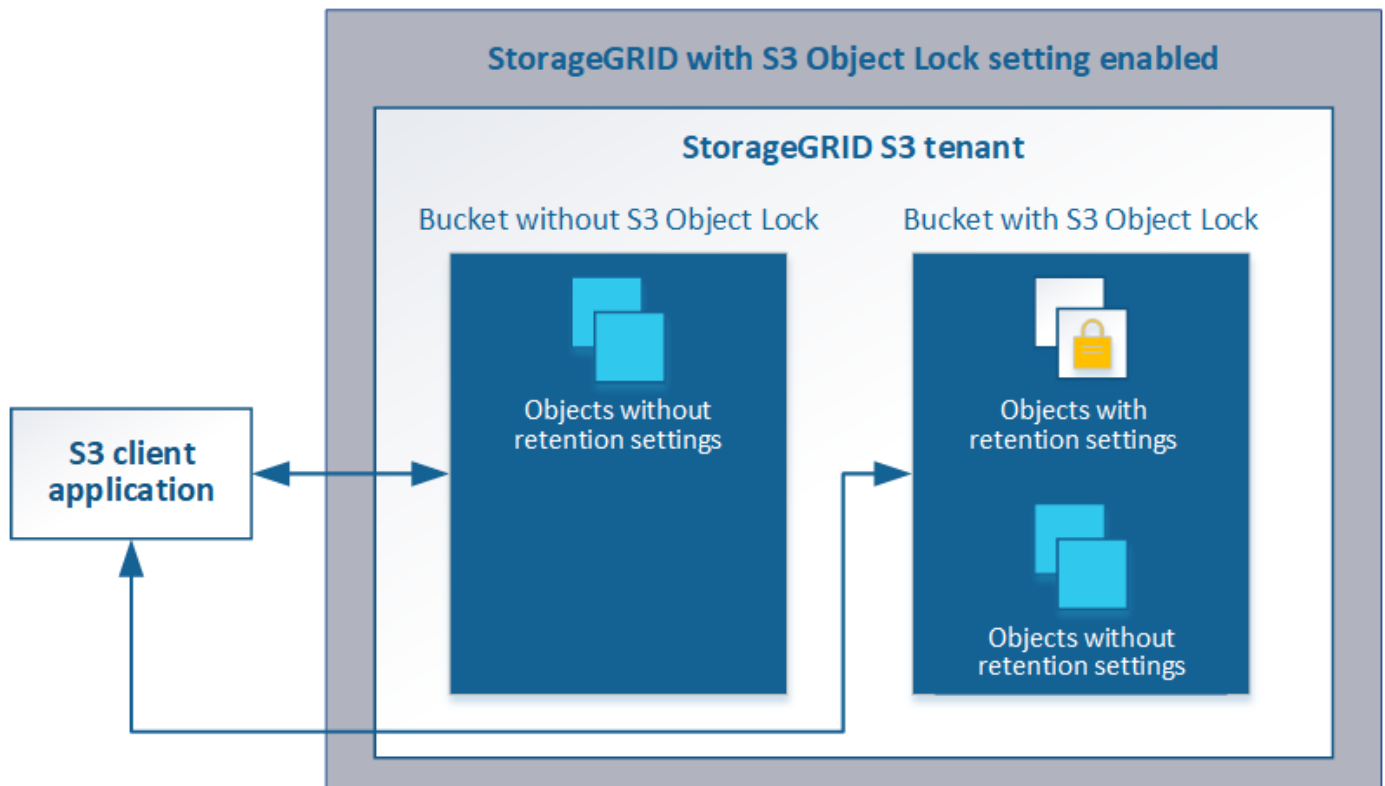 StorageGRID with S3 Object Lock setting enabled
StorageGRID S3 tenant
Bucket without S3 Object Lock
Bucket with S3 Object Lock
Objects without
retention settings
Objects with
retention settings
S3 client
application
Objects without
retention settings